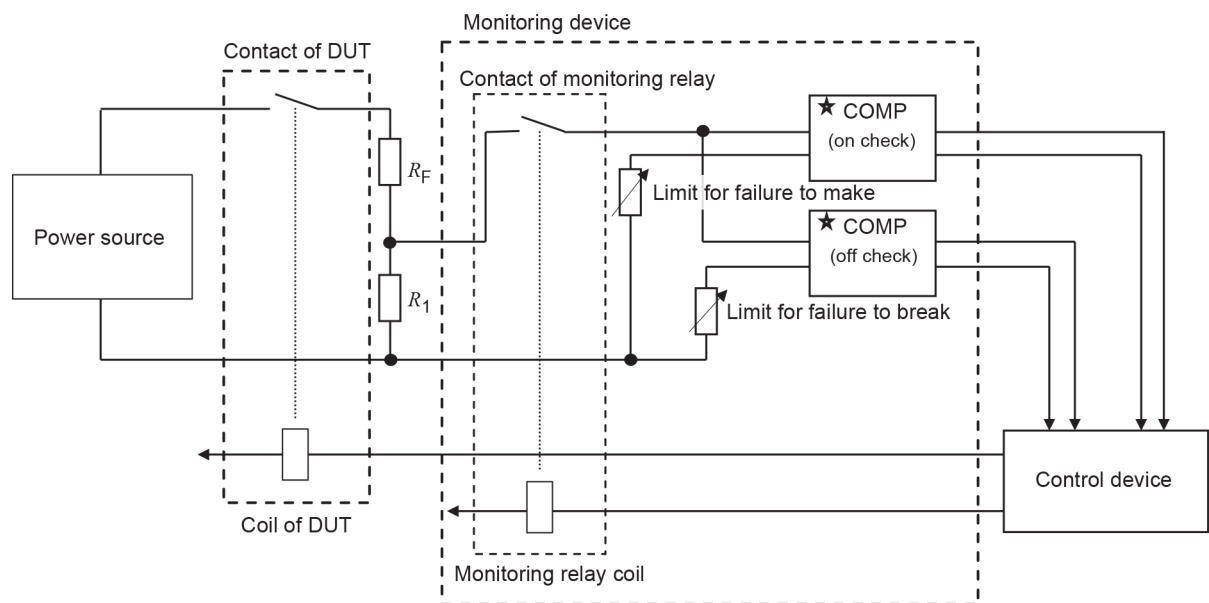 Monitoring device
Contact of DUT
Contact of monitoring relay
COMP
(on check)
R_F
Limit for failure to make
Power source
COMP
(off check)
R_1
Limit for failure to break
Control device
Coil of DUT
Monitoring relay coil